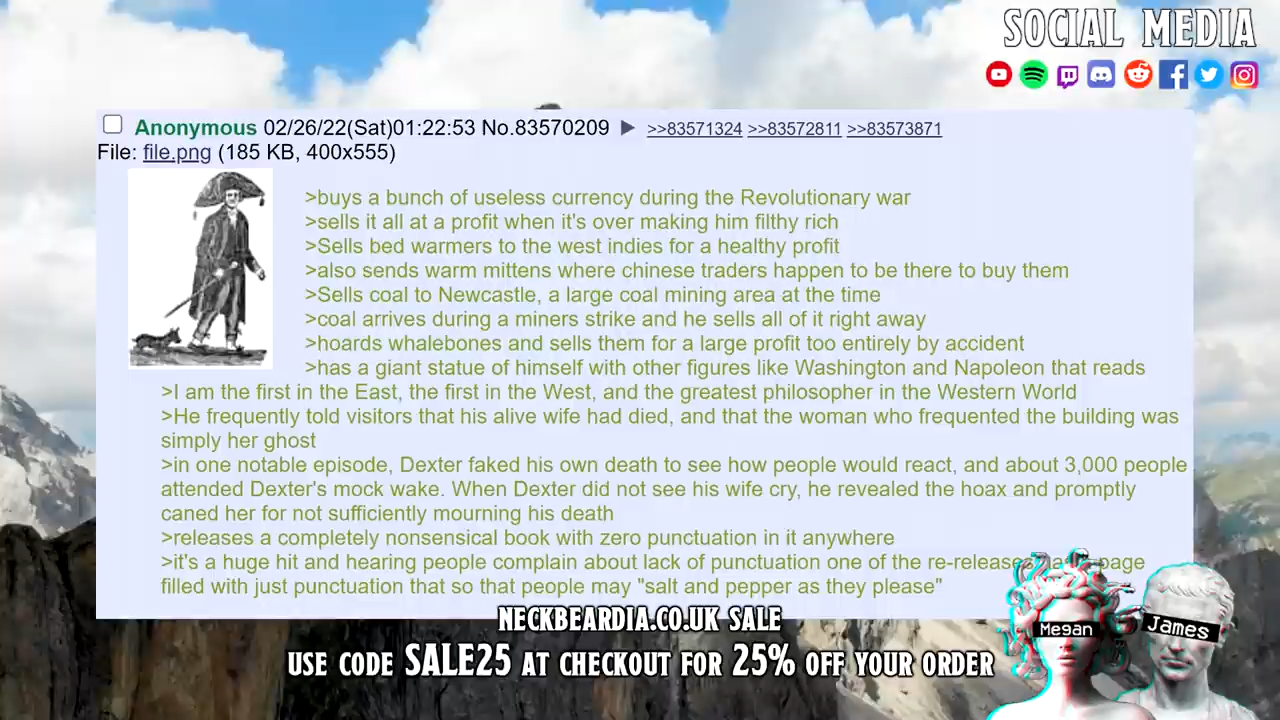 SOCIAL MEDIA
Anonymous 02/26/22(Sat)01:22:53 No.83570209 ▶ >>83571324 >>83572811 >>83573871
File: file.png (185 KB, 400x555)
>buys a bunch of useless currency during the Revolutionary war
>sells it all at a profit when it's over making him filthy rich
>Sells bed warmers to the west indies for a healthy profit
>also sends warm mittens where chinese traders happen to be there to buy them
>Sells coal to Newcastle, a large coal mining area at the time
>coal arrives during a miners strike and he sells all of it right away
>hoards whalebones and sells them for a large profit too entirely by accident
>has a giant statue of himself with other figures like Washington and Napoleon that reads
>I am the first in the East, the first in the West, and the greatest philosopher in the Western World
>He frequently told visitors that his alive wife had died, and that the woman who frequented the building was
simply her ghost
>in one notable episode, Dexter faked his own death to see how people would react, and about 3,000 people
attended Dexter's mock wake. When Dexter did not see his wife cry, he revealed the hoax and promptly
caned her for not sufficiently mourning his death
>releases a completely nonsensical book with zero punctuation in it anywhere
>it's a huge hit and hearing people complain about lack of punctuation one of the re-releases page
filled with just punctuation that so that people may "salt and pepper as they please"
NECKBEARDIA.CO.UK SALE
USE CODE SALE25 AT CHECKOUT FOR 25% OFF YOUR ORDER
Megan
James